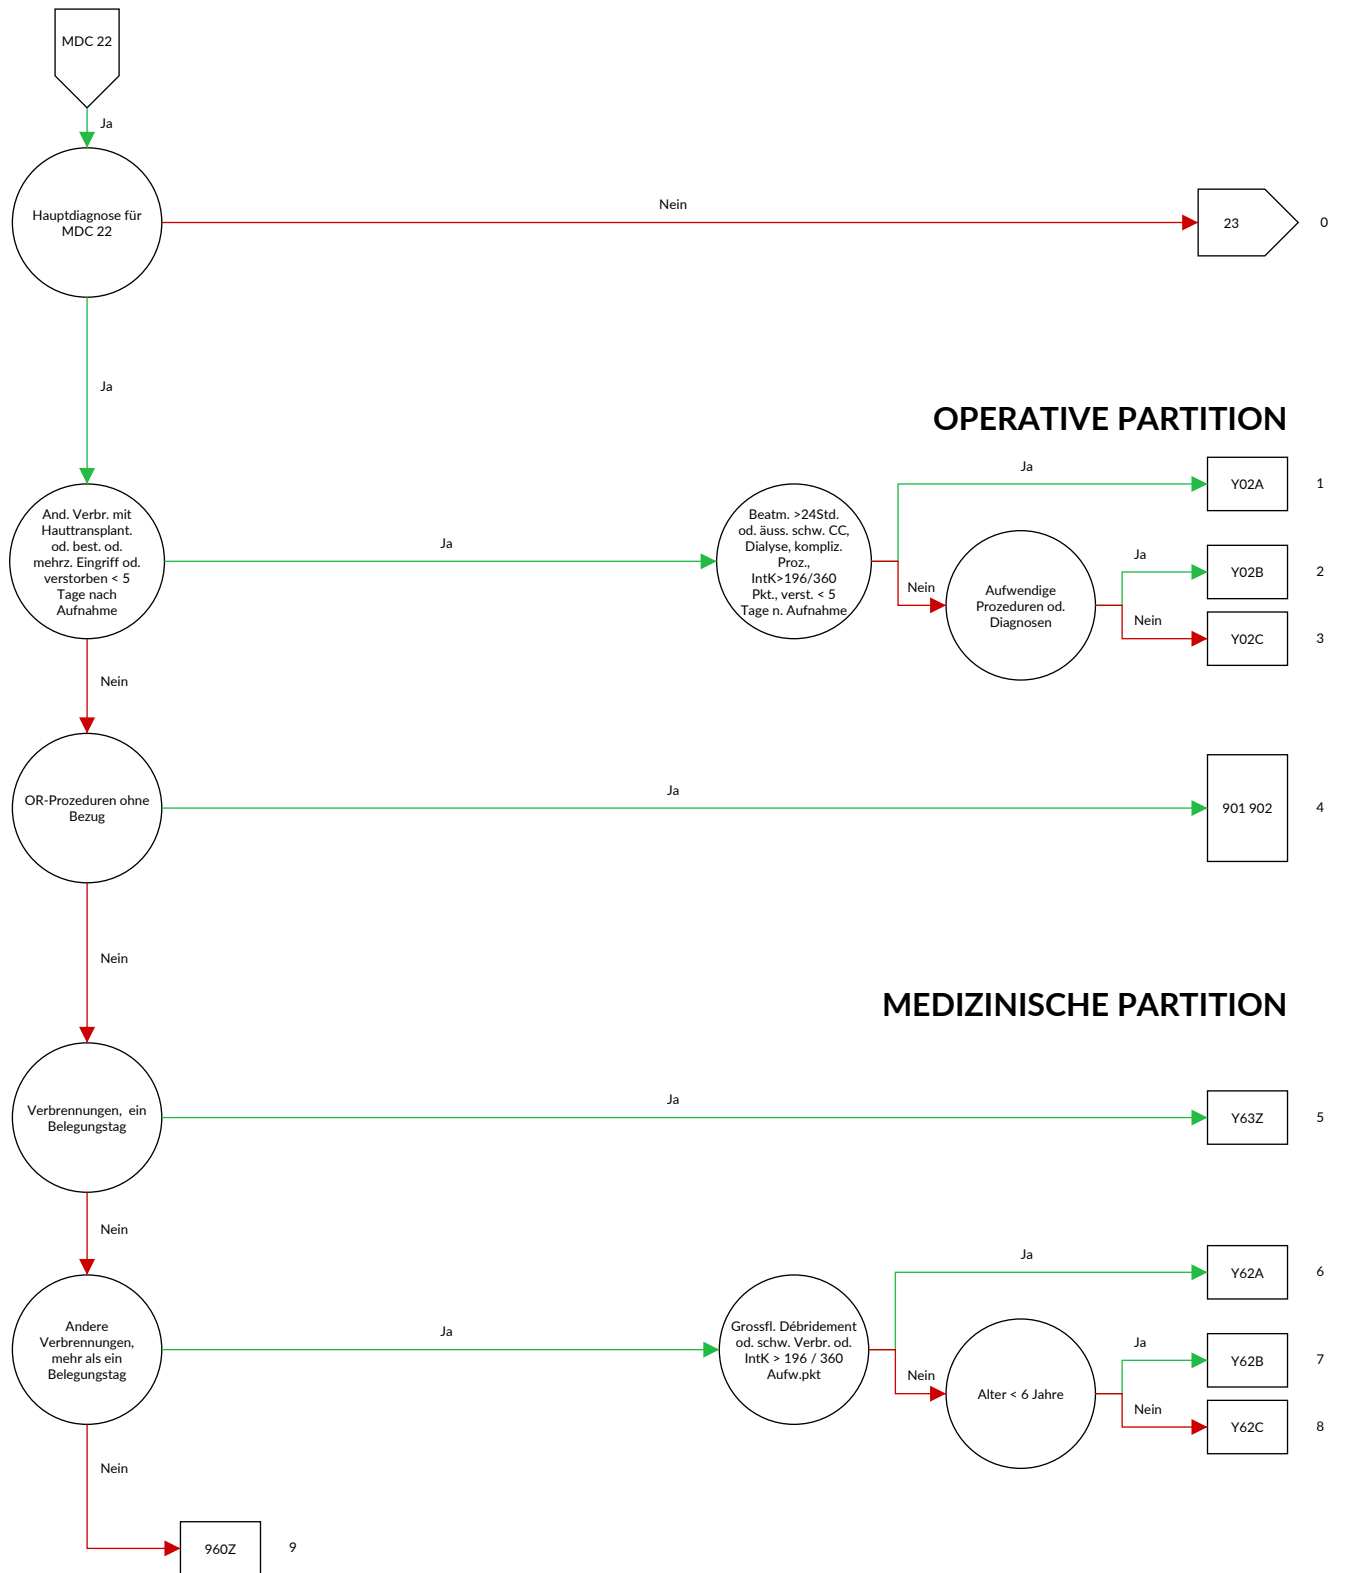 MDC 22
Ja
Hauptdiagnose für
MDC 22
Nein
23
0
Ja
OPERATIVE PARTITION
And. Verbr. mit
Hauttransplant.
od. best. od.
mehrz. Eingriff od.
verstorben < 5
Tage nach
Aufnahme
Ja
Beatm. >24Std.
od. äuss. schw. CC,
Dialyse, kompliz.
Proz.,
IntK>196/360
Pkt., verst. < 5
Tage n. Aufnahme
Ja
Y02A
1
Nein
Aufwendige
Prozeduren od.
Diagnosen
Ja
Y02B
2
Nein
Y02C
3
Nein
OR-Prozeduren ohne
Bezug
Ja
901 902
4
Nein
MEDIZINISCHE PARTITION
Verbrennungen, ein
Belegungstag
Ja
Y63Z
5
Nein
Andere
Verbrennungen,
mehr als ein
Belegungstag
Ja
Grossfl. Débridement
od. schw. Verbr. od.
IntK > 196 / 360
Aufw.pkt
Ja
Y62A
6
Nein
Alter < 6 Jahre
Ja
Y62B
7
Nein
Y62C
8
Nein
960Z
9